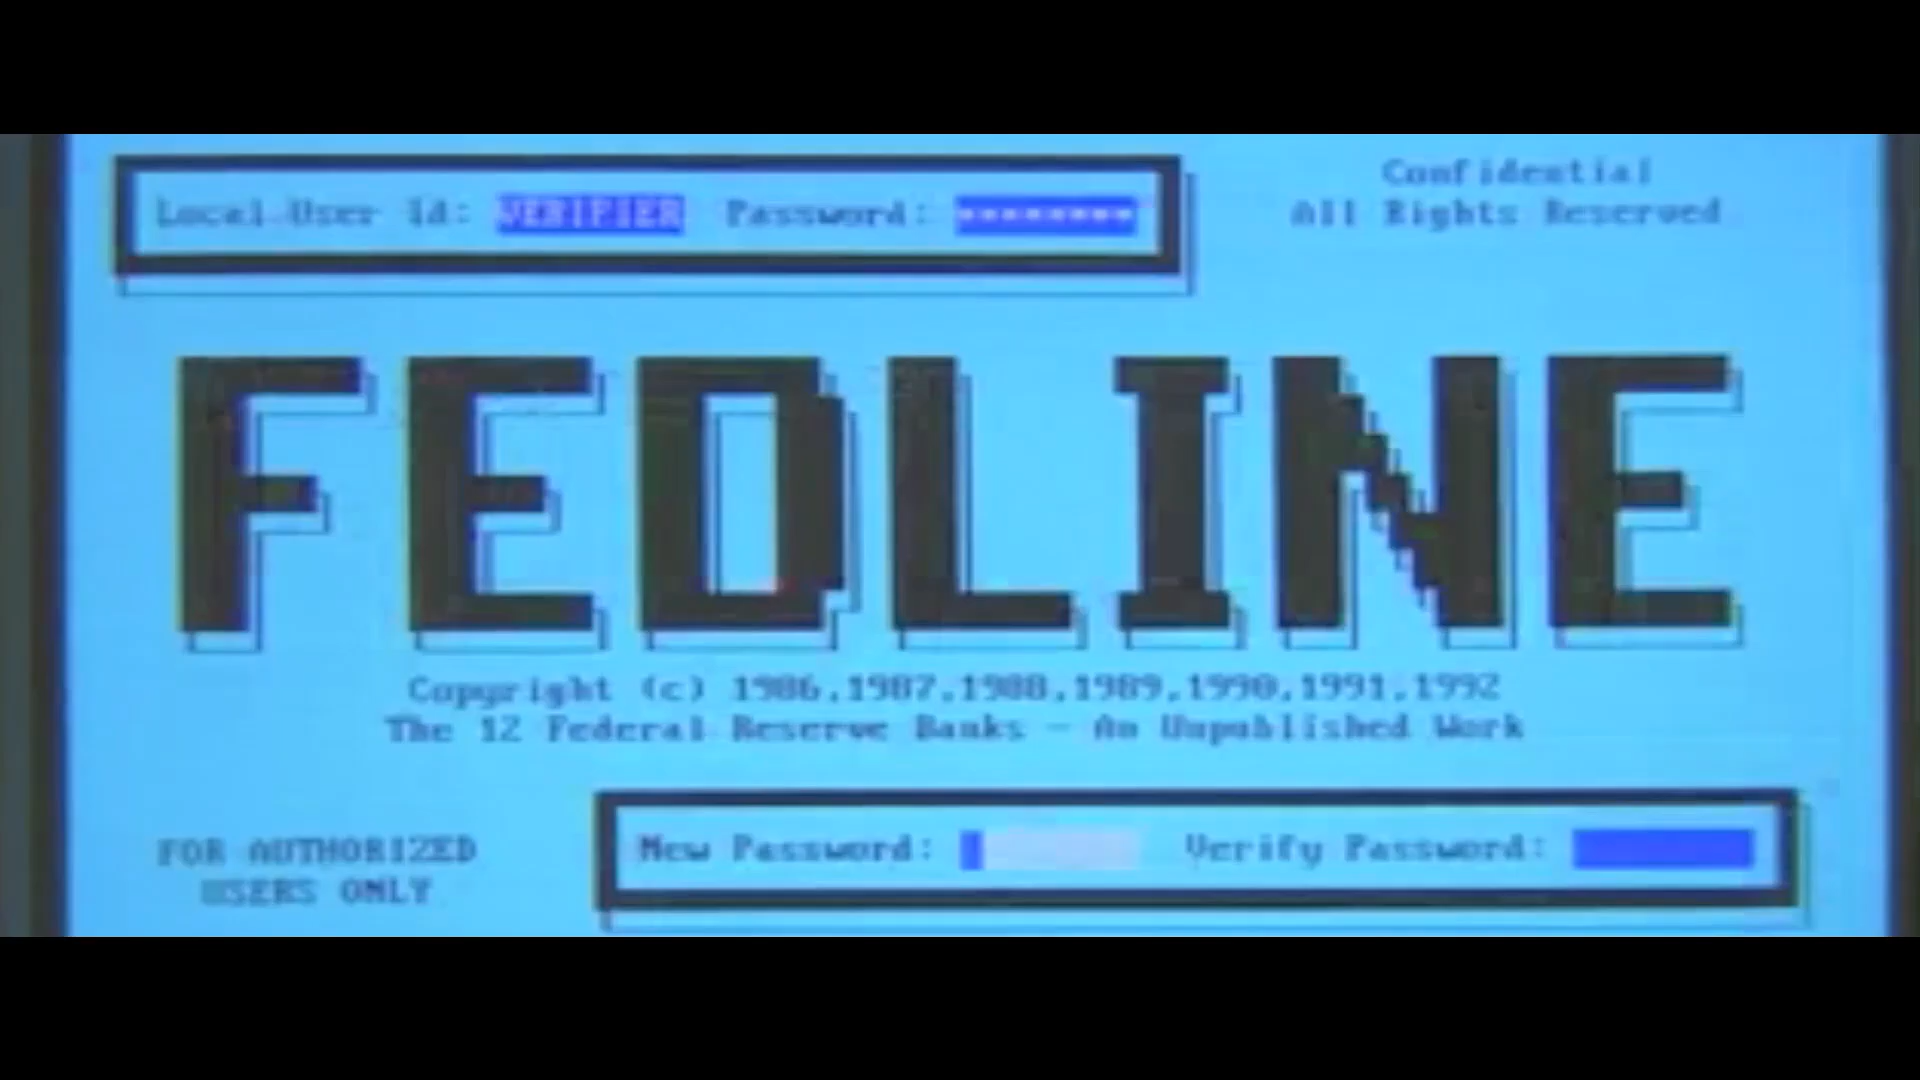 Local User id: VERIFIER Password: ********
Confidential
All Rights Reserved
FEDLINE
Copyright (c) 1986,1987,1988,1989,1990,1991,1992
The 12 Federal Reserve Banks - An Unpublished Work
FOR AUTHORIZED
USERS ONLY
New Password: Verify Password: